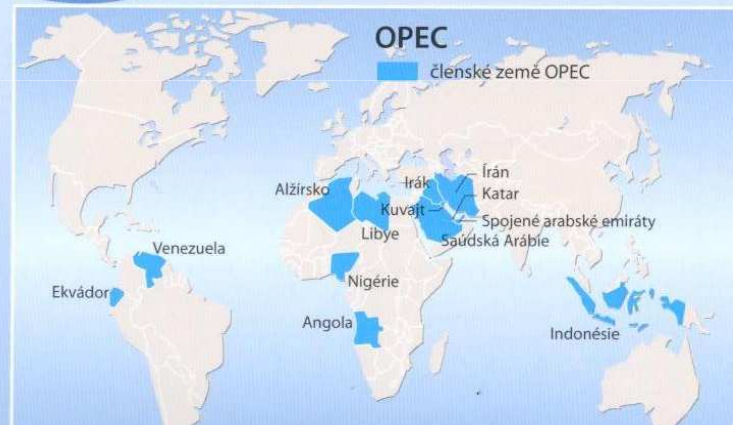 OPEC
členské země OPEC
Alžírsko
Irák
Írán
Katar
Kuvajt
Spojené arabské emiráty
Libye
Saúdská Arábie
Venezuela
Nigérie
Ekvádor
Angola
Indonésie